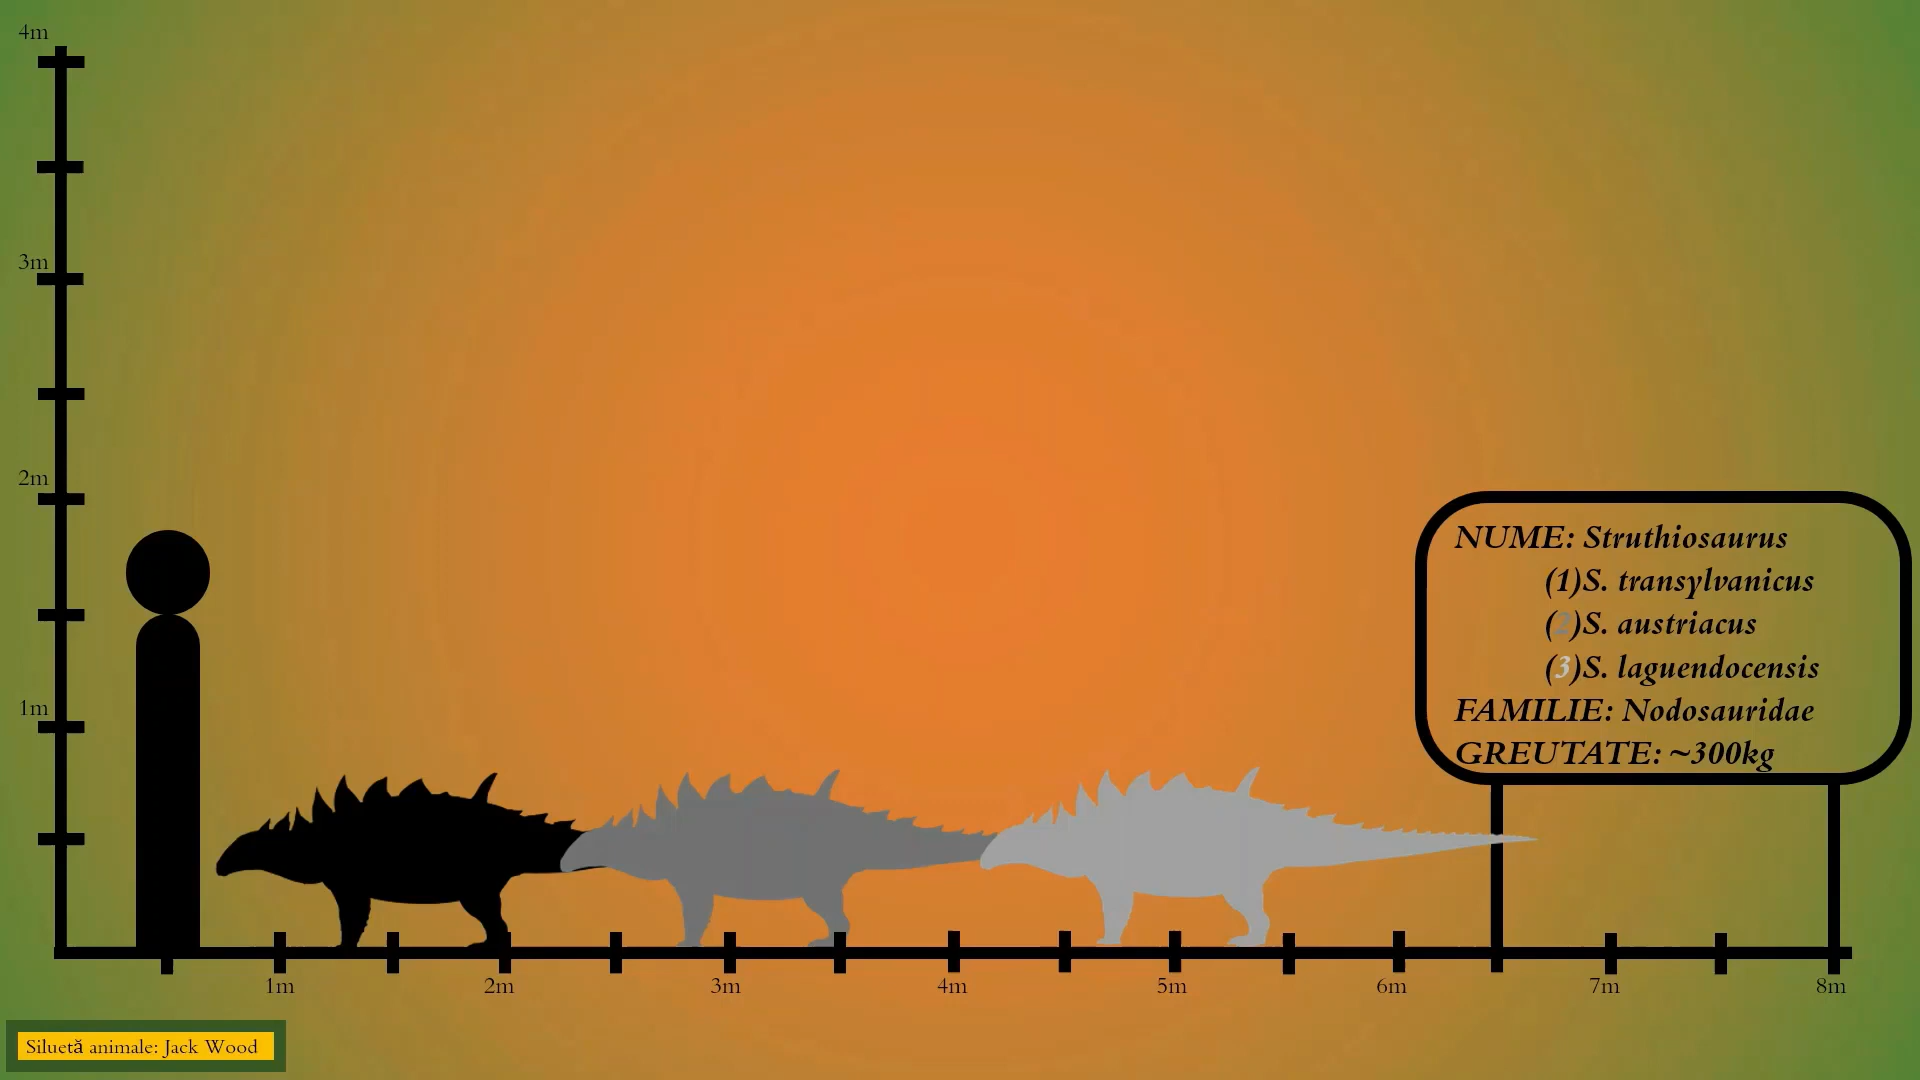 4m
3m
2m
1m
NUME: Struthiosaurus
(1)S. transylvanicus
(2)S. austriacus
(3)S. laguendocensis
FAMILIE: Nodosauridae
GREUTATE: ~300kg
1m 2m 3m 4m 5m 6m 7m 8m
Siluetă animale: Jack Wood